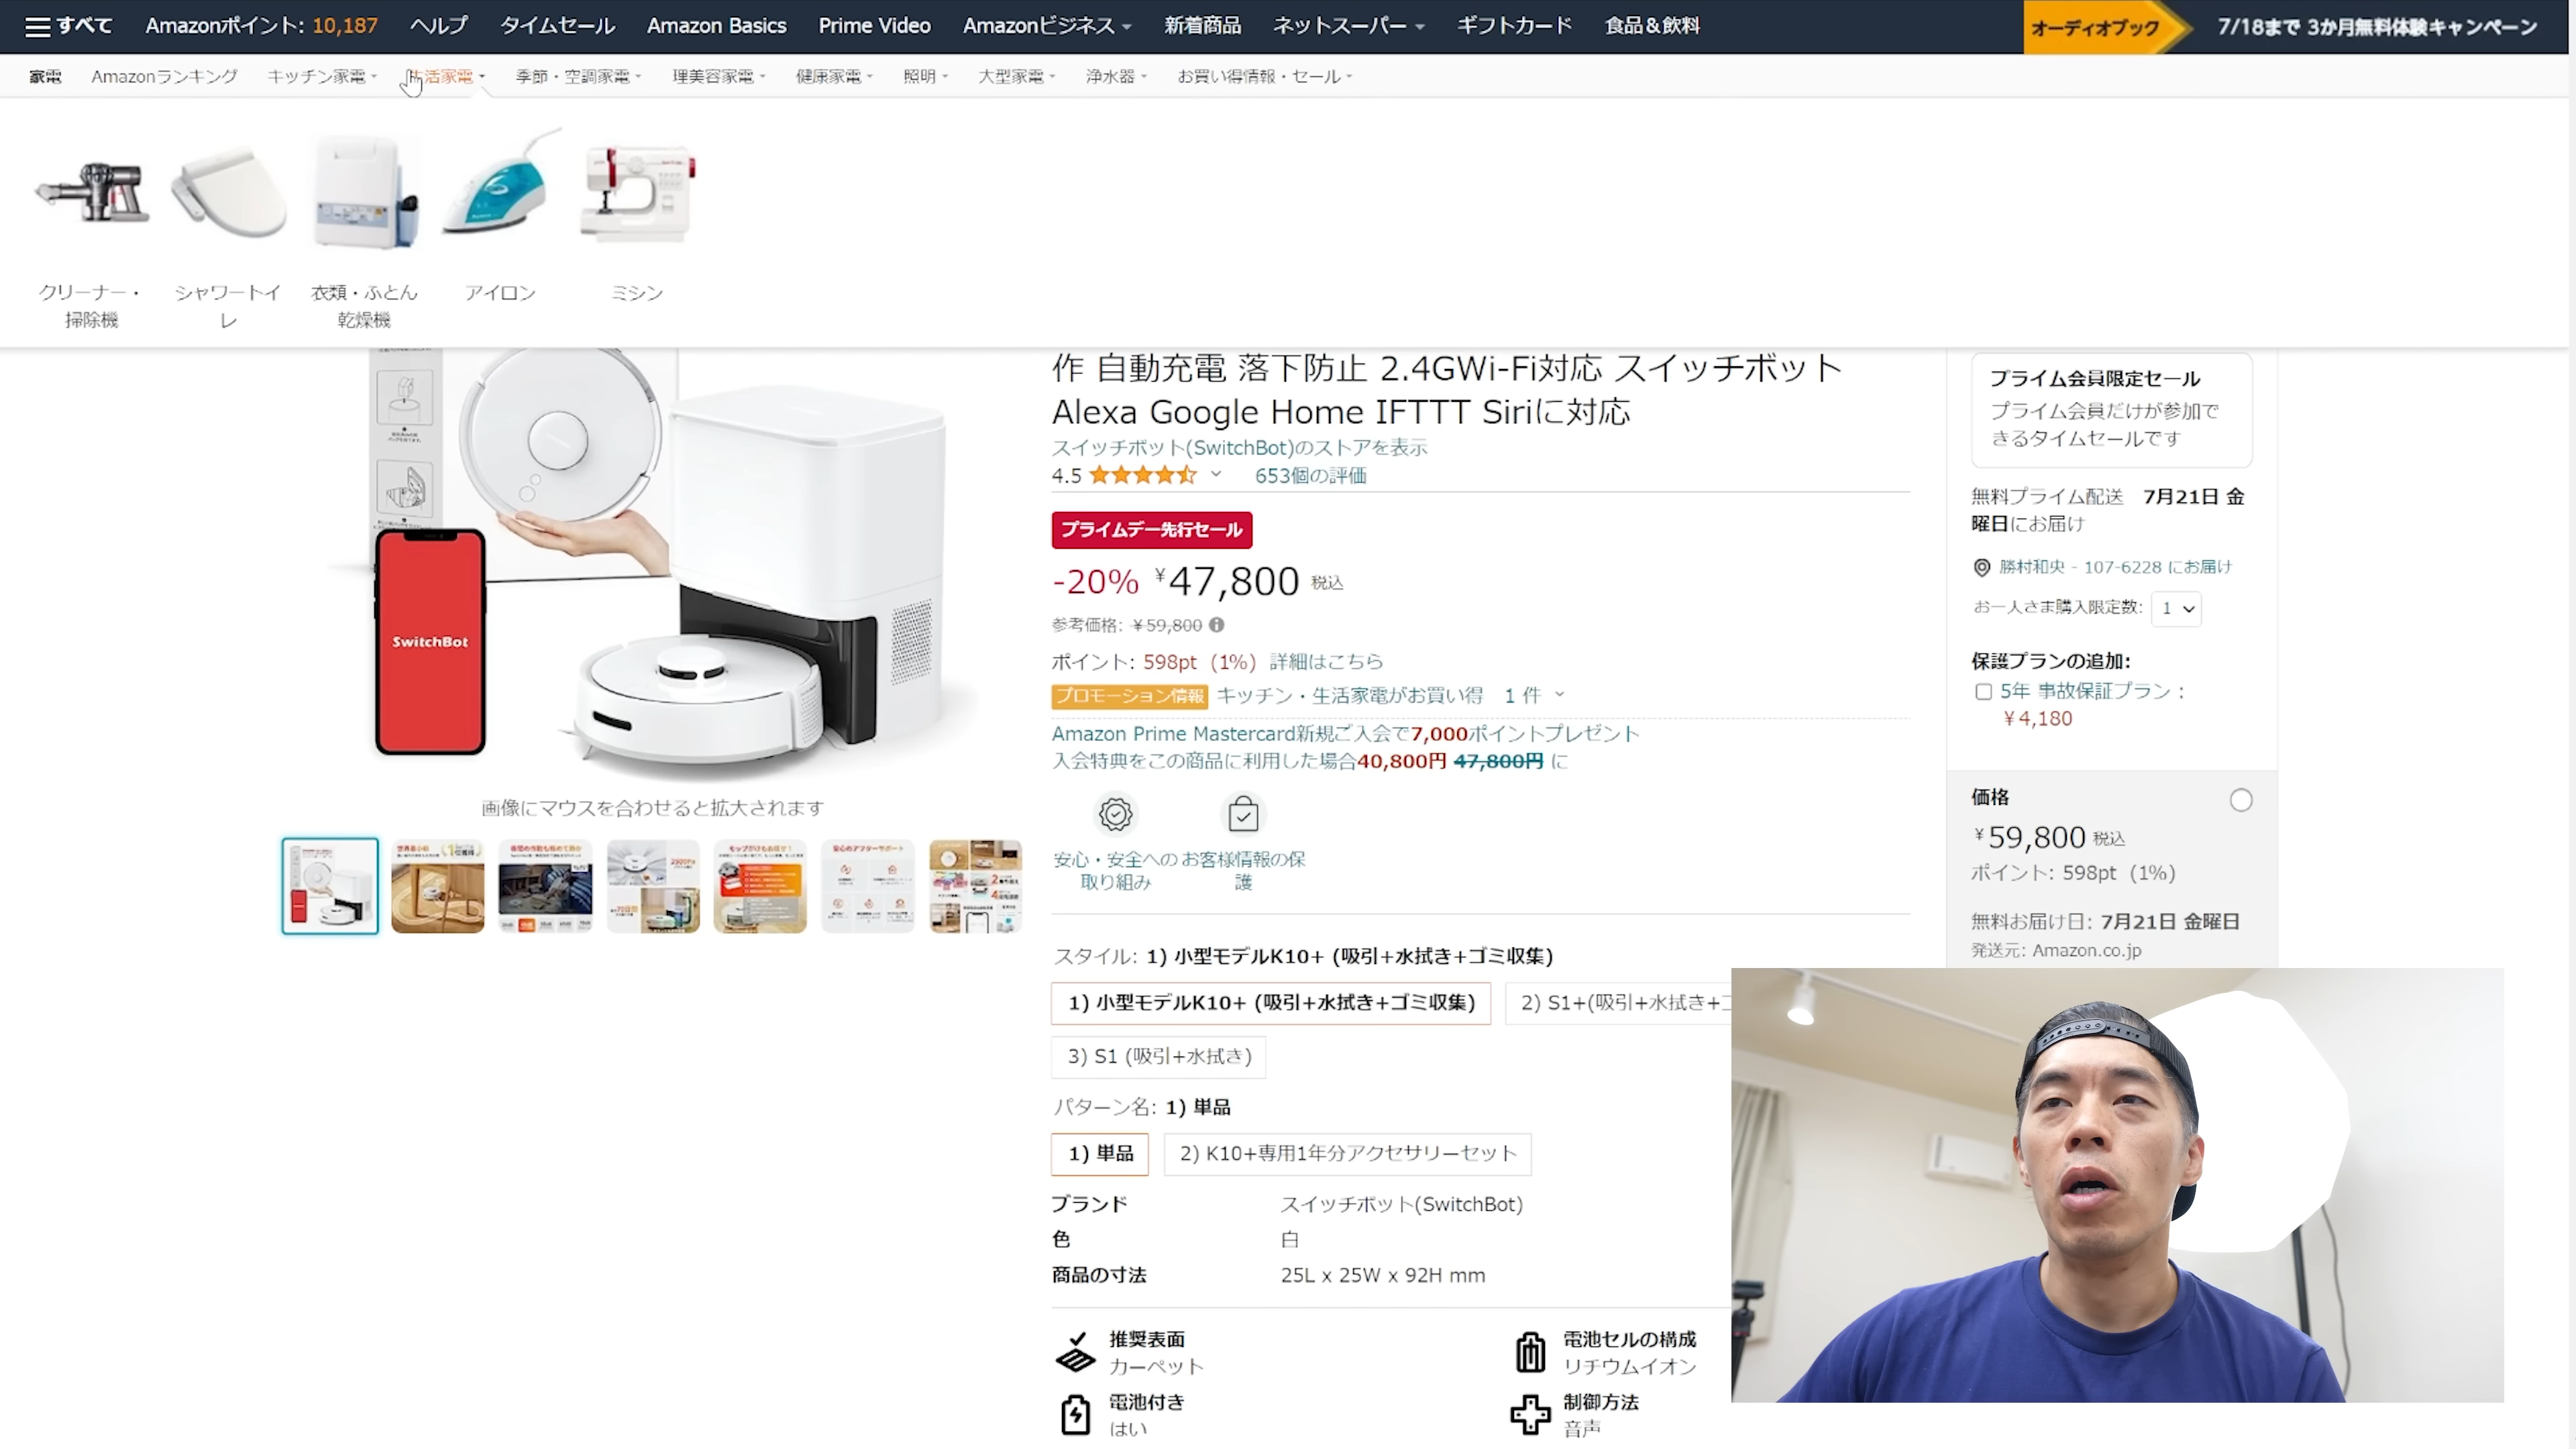 すべて Amazonポイント: 10,187 ヘルプ タイムセール Amazon Basics Prime Video Amazonビジネス 新着商品 ネットスーパー ギフトカード 食品＆飲料 オーディオブック 7/18まで 3か月無料体験キャンペーン
家電 Amazonランキング キッチン家電 活家電 季節・空調家電 理美容家電 健康家電 照明 大型家電 浄水器 お買い得情報・セール
クリーナー・
掃除機
シャワートイ
レ
衣類・ふとん
乾燥機
アイロン
ミシン
作 自動充電 落下防止 2.4GWi-Fi対応 スイッチボット
Alexa Google Home IFTTT Siriに対応
スイッチボット(SwitchBot)のストアを表示
4.5 653個の評価
プライムデー先行セール
-20% ¥47,800 税込
参考価格: ¥59,800
ポイント: 598pt (1%) 詳細はこちら
プロモーション情報 キッチン・生活家電がお買い得 1 件
Amazon Prime Mastercard新規ご入会で7,000ポイントプレゼント
入会特典をこの商品に利用した場合40,800円 47,800円 に
安心・安全への
取り組み
お客様情報の保
護
SwitchBot
画像にマウスを合わせると拡大されます
スタイル: 1) 小型モデルK10+ (吸引+水拭き+ゴミ収集)
1) 小型モデルK10+ (吸引+水拭き+ゴミ収集) 2) S1+(吸引+水拭き+
3) S1 (吸引+水拭き)
パターン名: 1) 単品
1) 単品 2) K10+専用1年分アクセサリーセット
ブランド スイッチボット(SwitchBot)
色 白
商品の寸法 25L x 25W x 92H mm
推奨表面
カーペット
電池セルの構成
リチウムイオン
電池付き
はい
制御方法
音声
プライム会員限定セール
プライム会員だけが参加で
きるタイムセールです
無料プライム配送 7月21日 金
曜日にお届け
勝村和央 - 107-6228 にお届け
お一人さま購入限定数: 1
保護プランの追加:
5年 事故保証プラン：
￥4,180
価格
¥59,800 税込
ポイント: 598pt (1%)
無料お届け日: 7月21日 金曜日
発送元: Amazon.co.jp